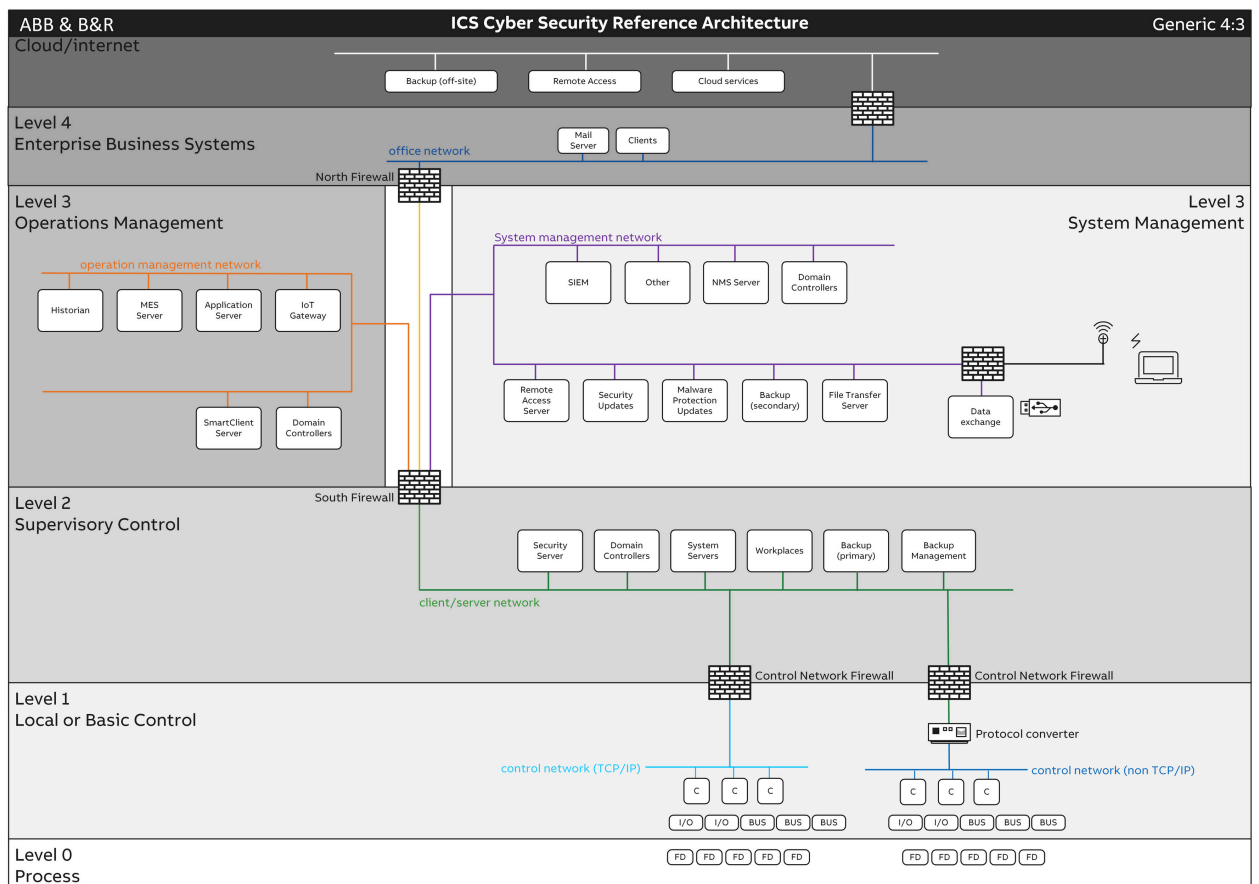 ABB & B&R
ICS Cyber Security Reference Architecture
Generic 4:3
Cloud/internet
Backup (off-site)
Remote Access
Cloud services
Level 4
Enterprise Business Systems
Mail
Server
Clients
office network
North Firewall
Level 3
Operations Management
Level 3
System Management
operation management network
Historian
MES
Server
Application
Server
IoT
Gateway
SmartClient
Server
Domain
Controllers
System management network
SIEM
Other
NMS Server
Domain
Controllers
Remote
Access
Server
Security
Updates
Malware
Protection
Updates
Backup
(secondary)
File Transfer
Server
Data
exchange
South Firewall
Level 2
Supervisory Control
Security
Server
Domain
Controllers
System
Servers
Workplaces
Backup
(primary)
Backup
Management
client/server network
Control Network Firewall
Control Network Firewall
Level 1
Local or Basic Control
Protocol converter
control network (TCP/IP)
control network (non TCP/IP)
C
C
C
C
C
C
I/O
I/O
BUS
BUS
BUS
I/O
I/O
BUS
BUS
BUS
Level 0
Process
FD
FD
FD
FD
FD
FD
FD
FD
FD
FD